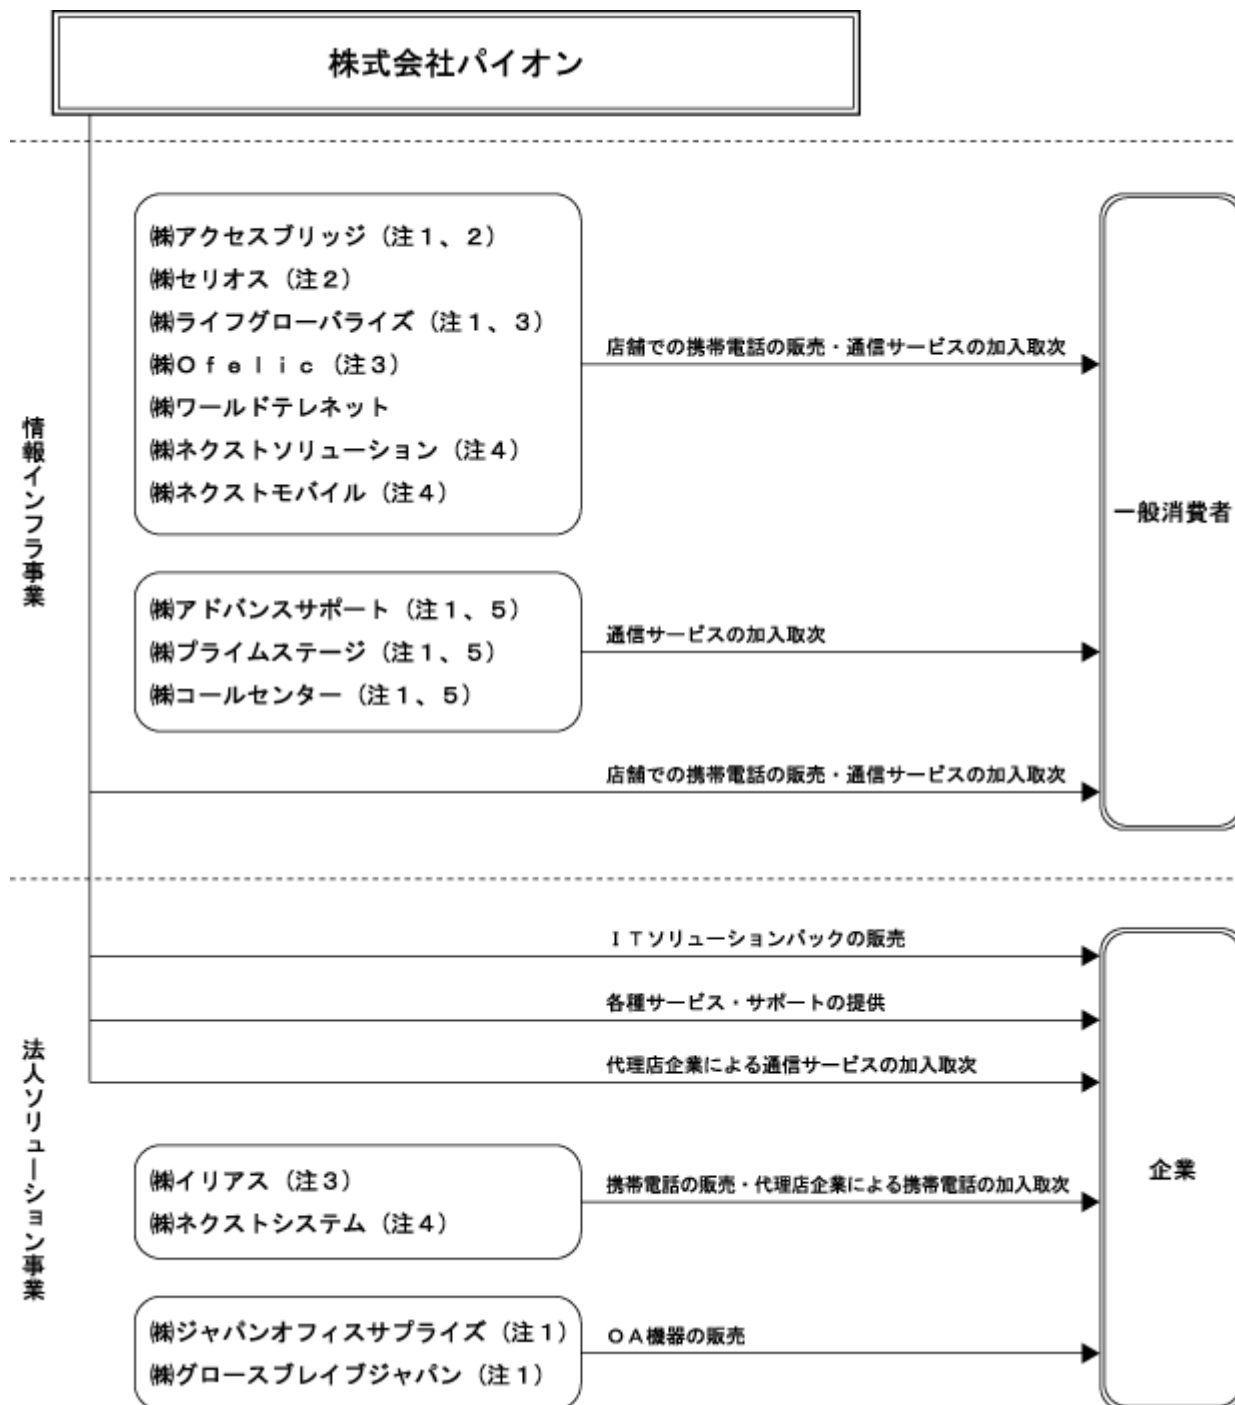 株式会社パイオン
情報インフラ事業
㈱アクセスブリッジ（注１、２）
㈱セリオス（注２）
㈱ライフグローバライズ（注１、３）
㈱Ｏｆｅｌｉｃ（注３）
㈱ワールドテレネット
㈱ネクストソリューション（注４）
㈱ネクストモバイル（注４）
店舗での携帯電話の販売・通信サービスの加入取次
㈱アドバンスサポート（注１、５）
㈱プライムステージ（注１、５）
㈱コールセンター（注１、５）
通信サービスの加入取次
店舗での携帯電話の販売・通信サービスの加入取次
一般消費者
法人ソリューション事業
ＩＴソリューションパックの販売
各種サービス・サポートの提供
代理店企業による通信サービスの加入取次
㈱イリアス（注３）
㈱ネクストシステム（注４）
携帯電話の販売・代理店企業による携帯電話の加入取次
㈱ジャパンオフィスサプライズ（注１）
㈱グロースブレイブジャパン（注１）
ＯＡ機器の販売
企業